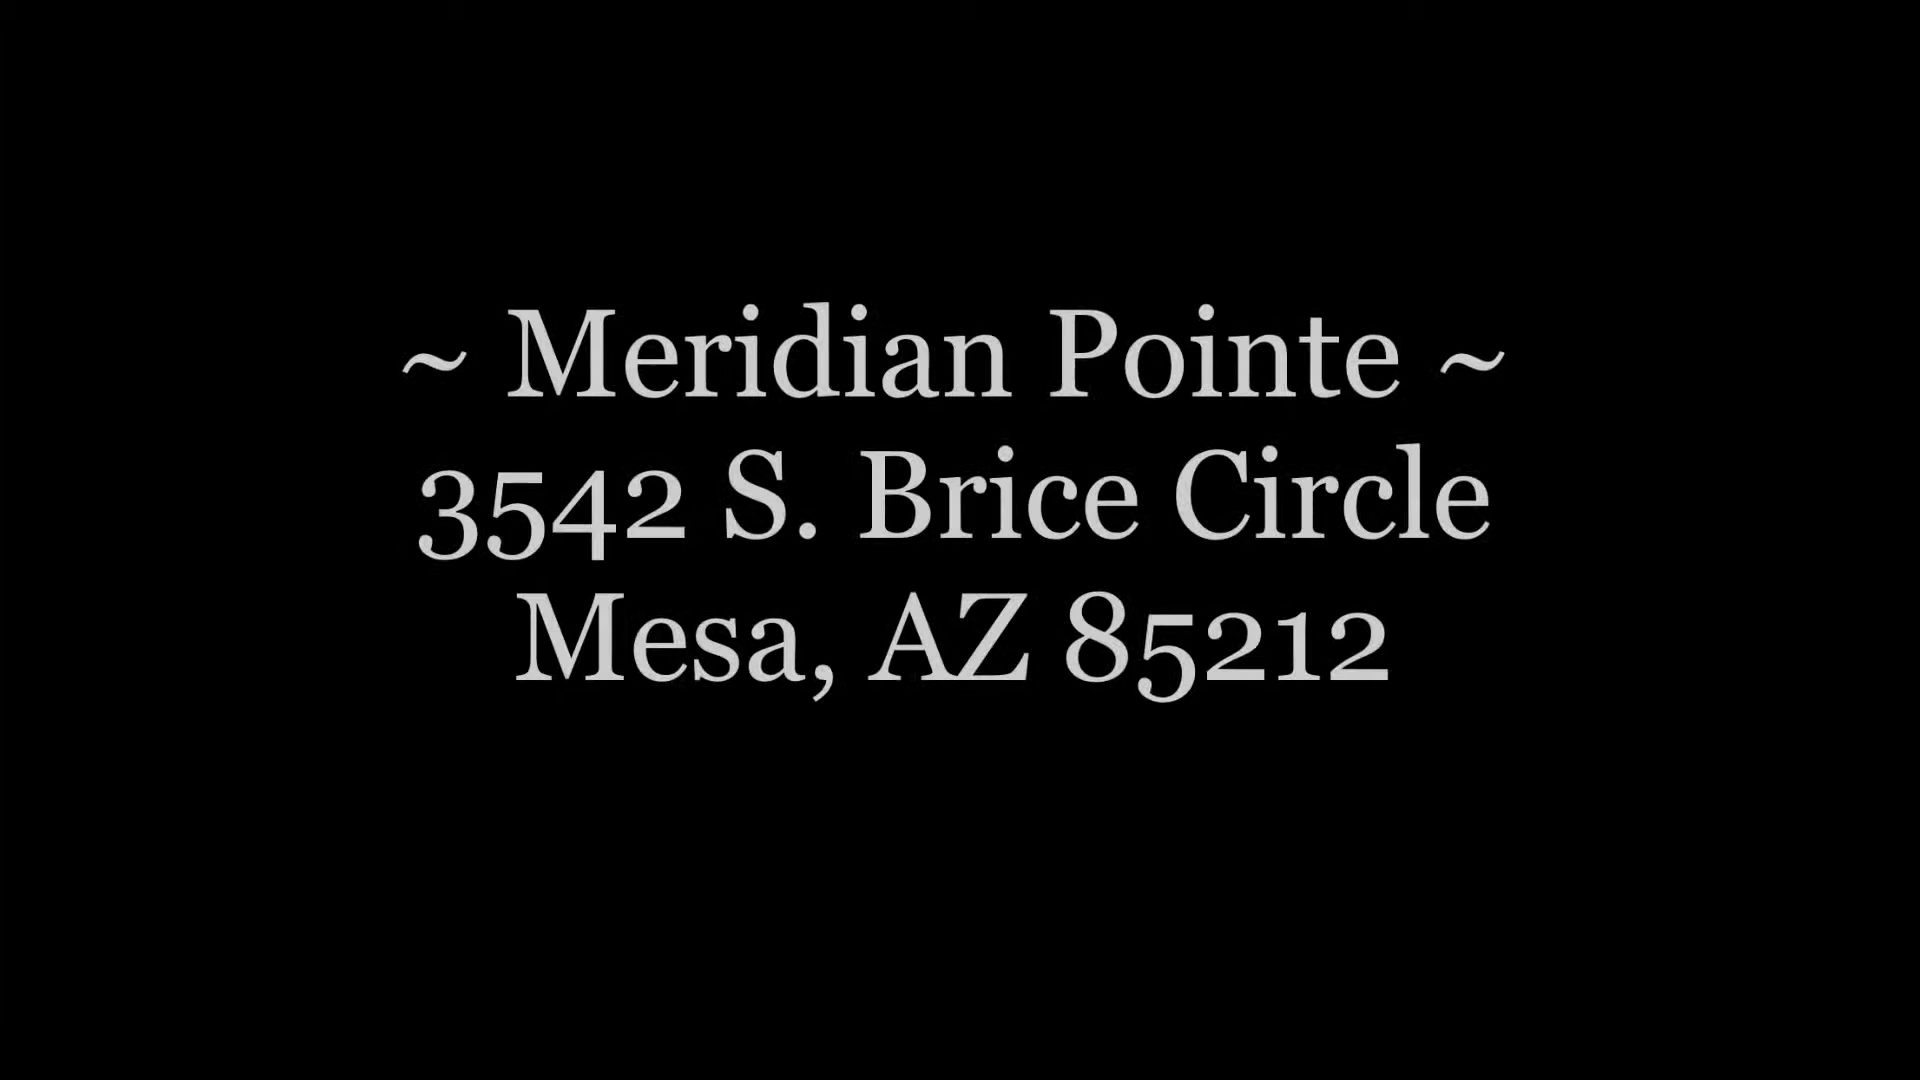 ~ Meridian Pointe ~
3542 S. Brice Circle
Mesa, AZ 85212